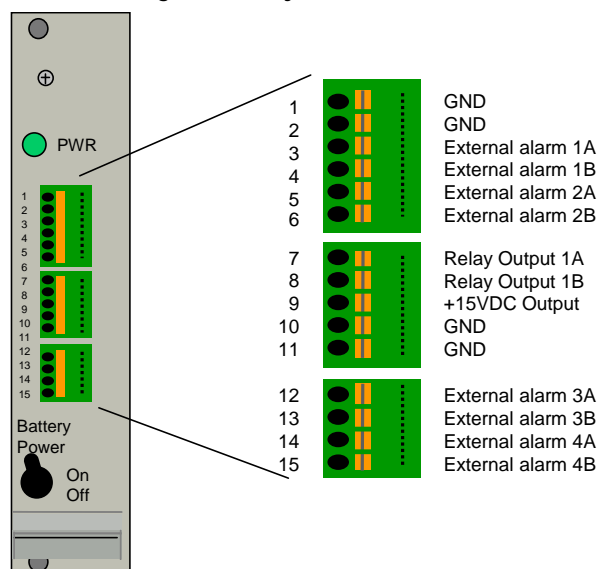 PWR
1
2
3
4
5
6
7
8
9
10
11
12
13
14
15
Battery
Power
On
Off
1 GND
2 GND
3 External alarm 1A
4 External alarm 1B
5 External alarm 2A
6 External alarm 2B
7 Relay Output 1A
8 Relay Output 1B
9 +15VDC Output
10 GND
11 GND
12 External alarm 3A
13 External alarm 3B
14 External alarm 4A
15 External alarm 4B